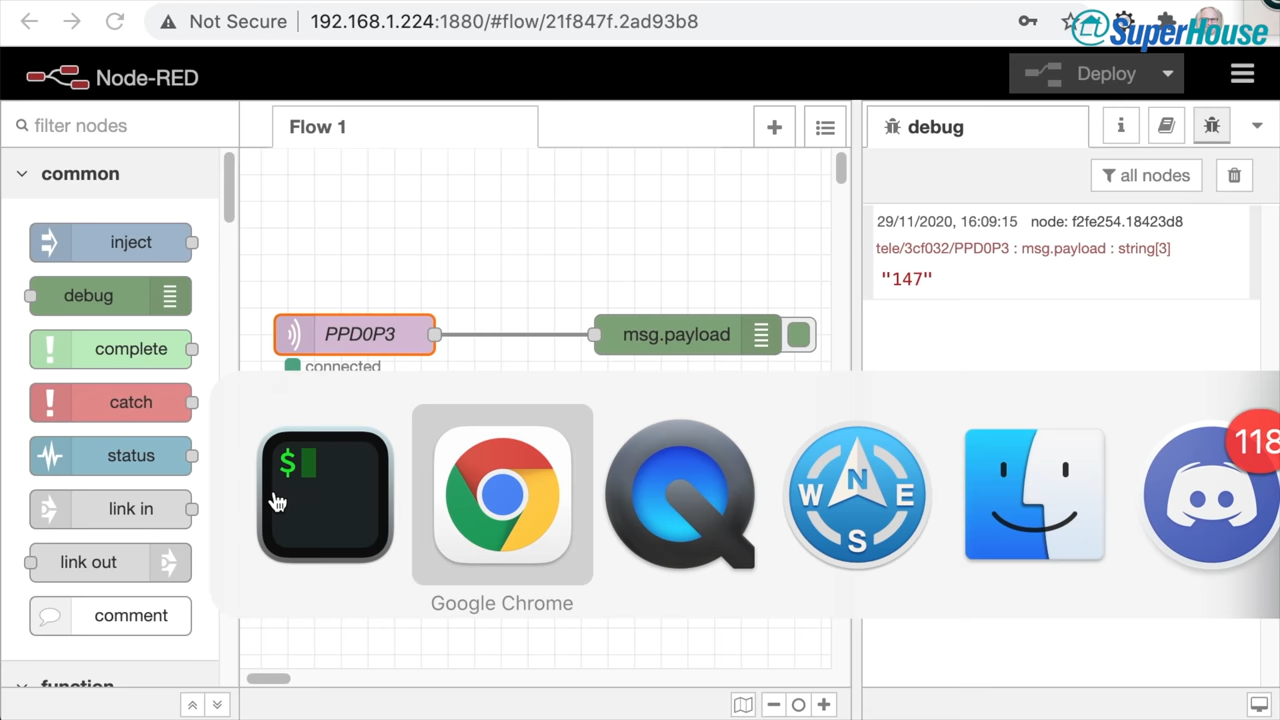 Not Secure
192.168.1.224:1880/#flow/21f847f.2ad93b8
SuperHouse
Node-RED
Deploy
filter nodes
Flow 1
debug
i
common
all nodes
29/11/2020, 16:09:15 node: f2fe254.18423d8
tele/3cf032/PPD0P3 : msg.payload : string[3]
"147"
inject
debug
complete
catch
status
link in
link out
comment
function
PPD0P3
msg.payload
connected
$
W N E
S
118
Google Chrome